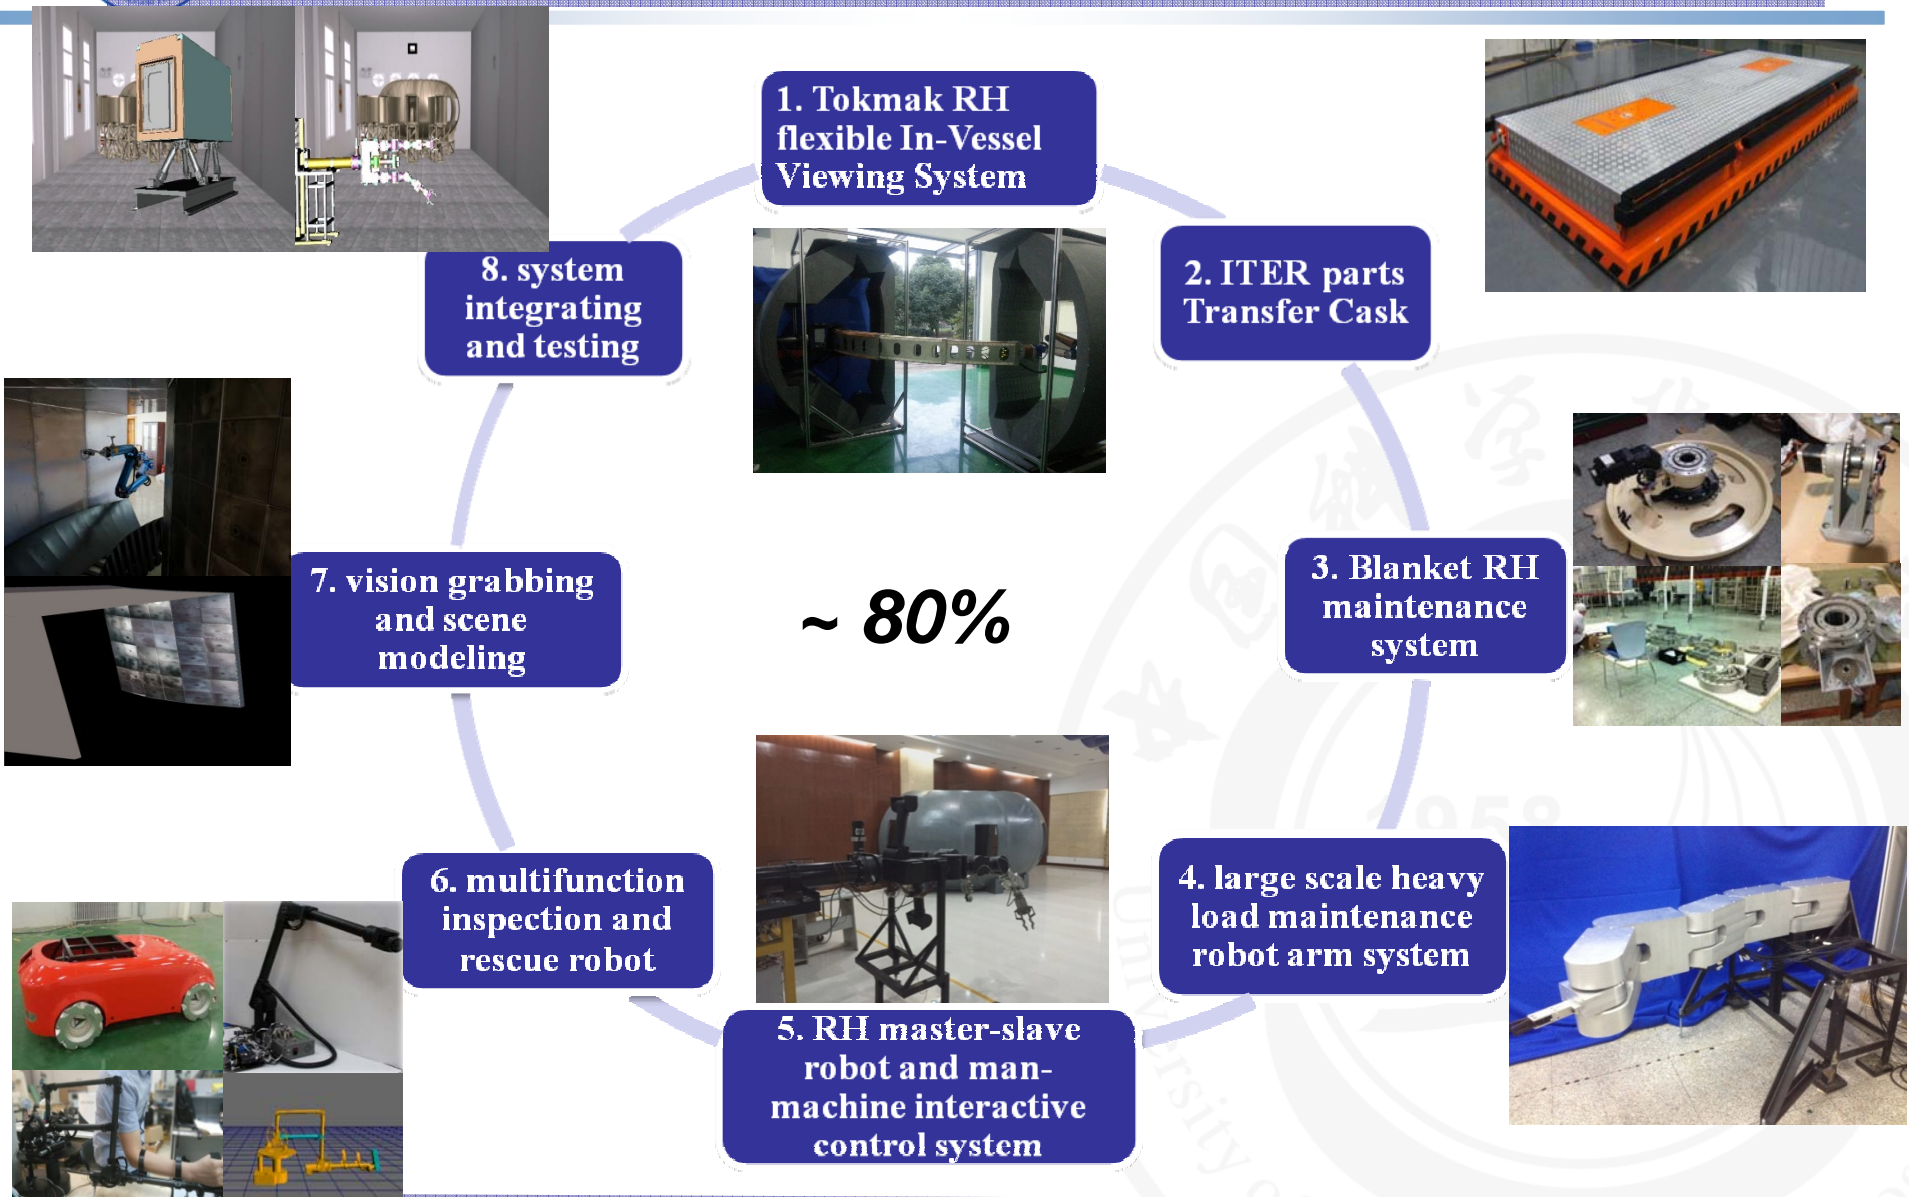 1. Tokmak RH
flexible In-Vessel
Viewing System
2. ITER parts
Transfer Cask
3. Blanket RH
maintenance
system
4. large scale heavy
load maintenance
robot arm system
5. RH master-slave
robot and man-
machine interactive
control system
6. multifunction
inspection and
rescue robot
7. vision grabbing
and scene
modeling
8. system
integrating
and testing
~ 80%
1958